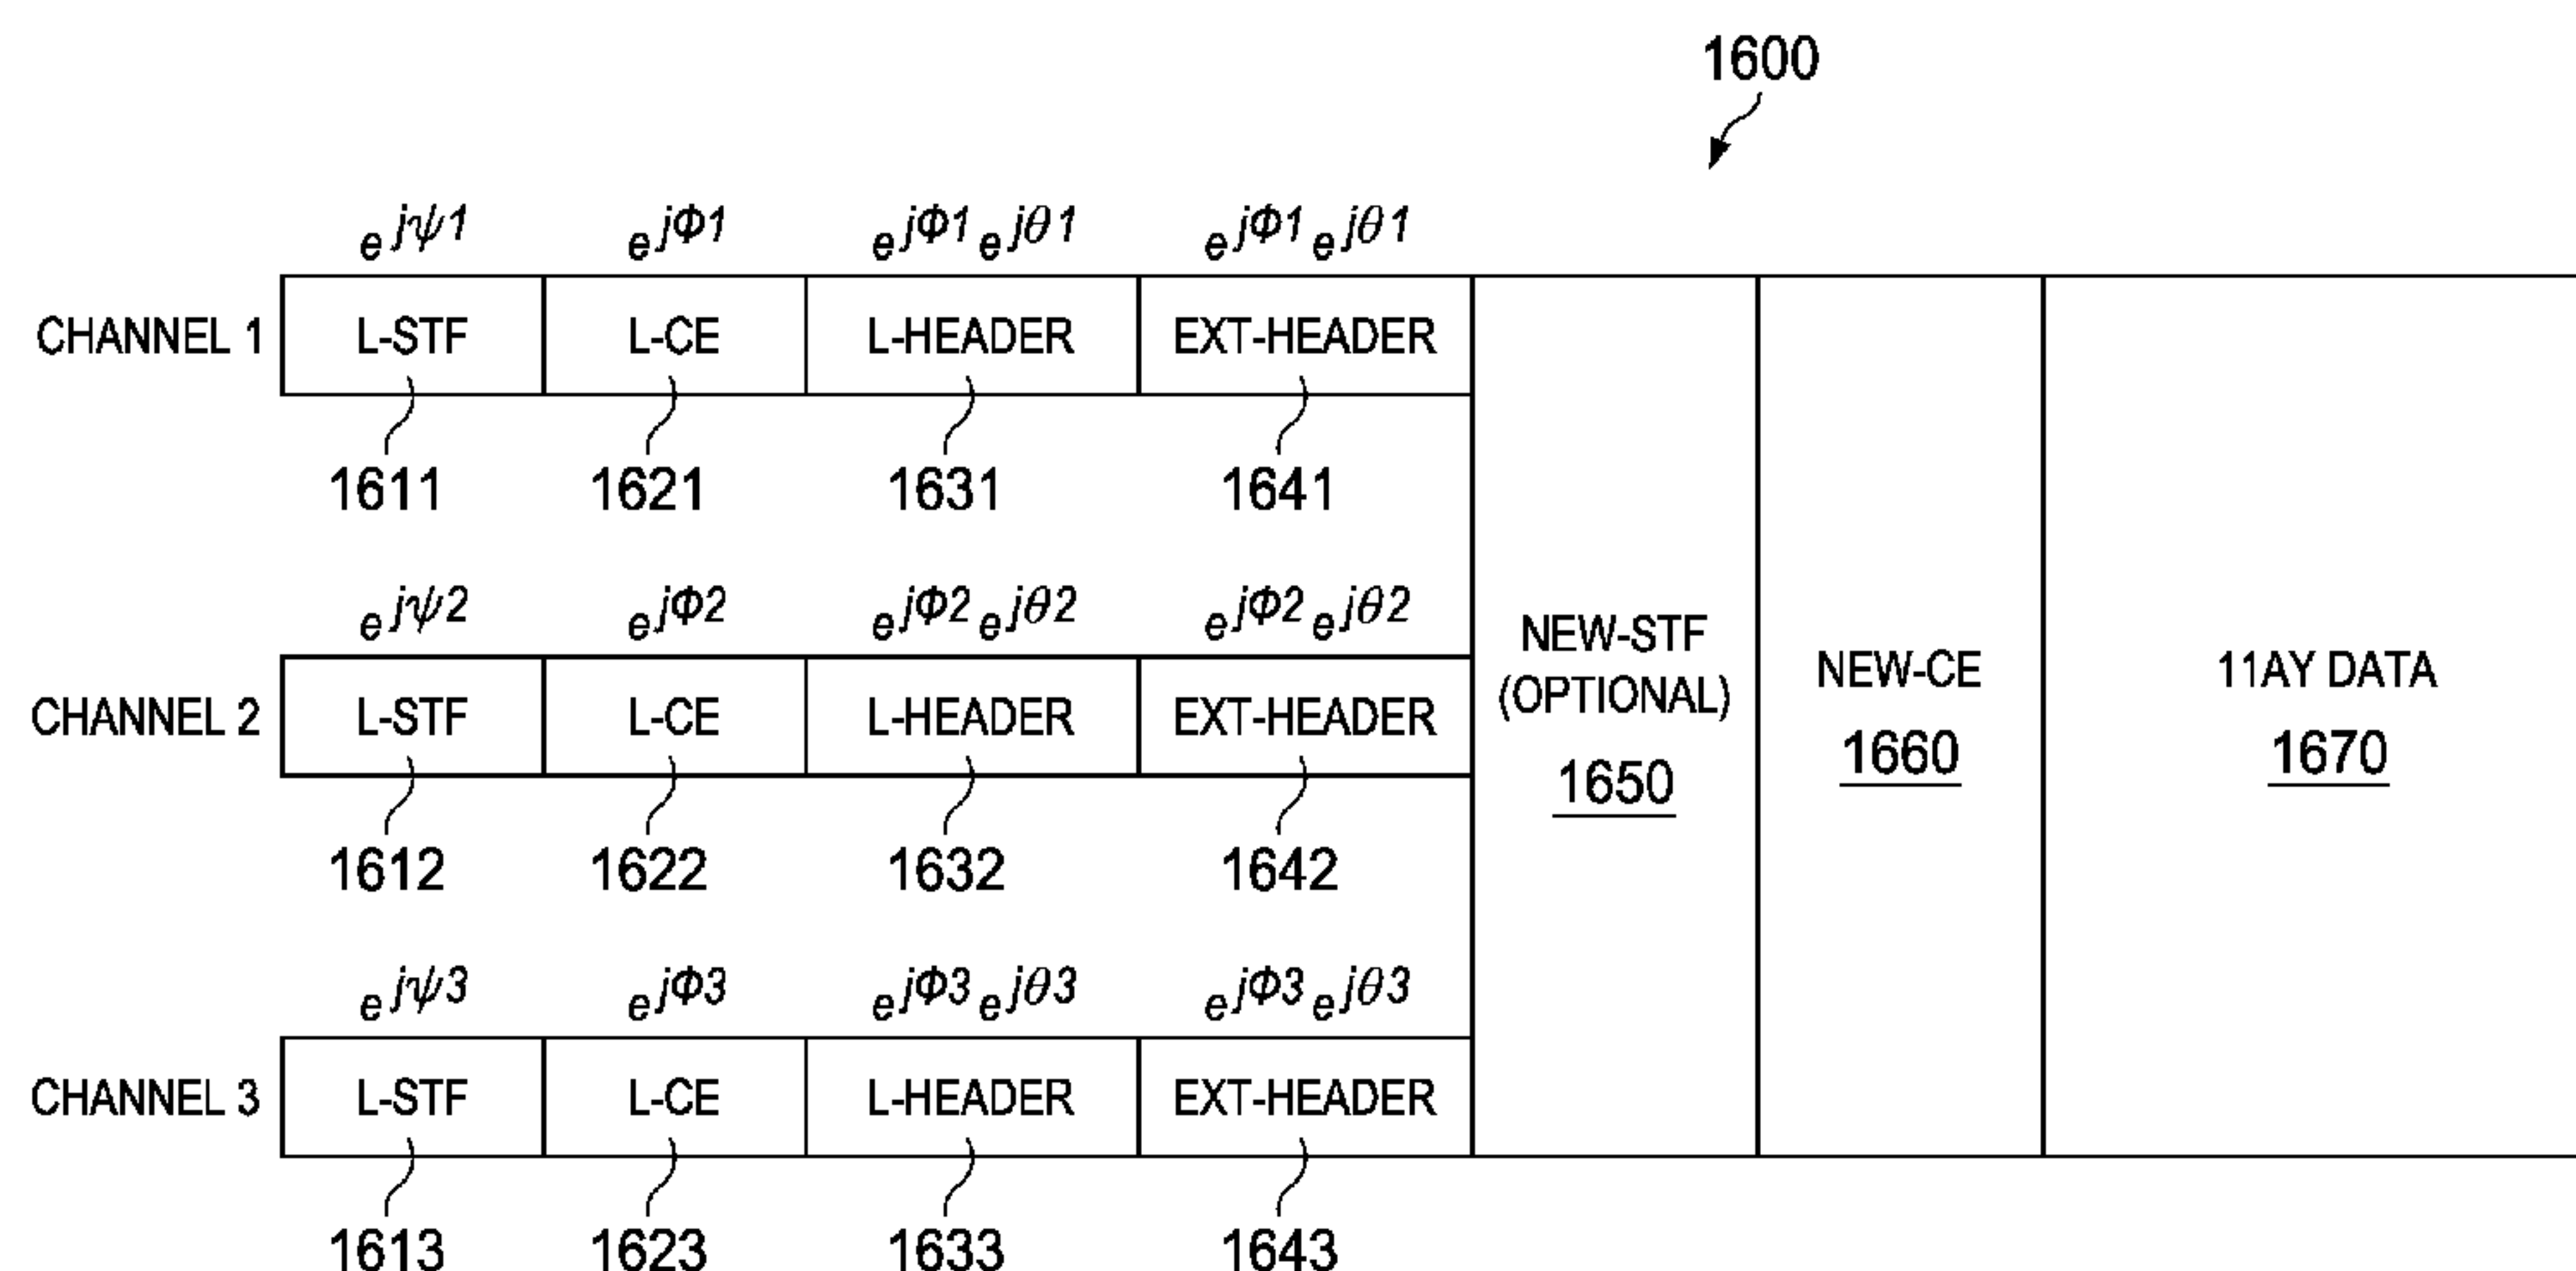 1600
e^jψ1 e^jΦ1 e^jΦ1 e^jθ1 e^jΦ1 e^jθ1
CHANNEL 1 L-STF L-CE L-HEADER EXT-HEADER
1611 1621 1631 1641
e^jψ2 e^jΦ2 e^jΦ2 e^jθ2 e^jΦ2 e^jθ2
CHANNEL 2 L-STF L-CE L-HEADER EXT-HEADER
1612 1622 1632 1642
e^jψ3 e^jΦ3 e^jΦ3 e^jθ3 e^jΦ3 e^jθ3
CHANNEL 3 L-STF L-CE L-HEADER EXT-HEADER
1613 1623 1633 1643
NEW-STF
(OPTIONAL)
1650
NEW-CE
1660
11AY DATA
1670